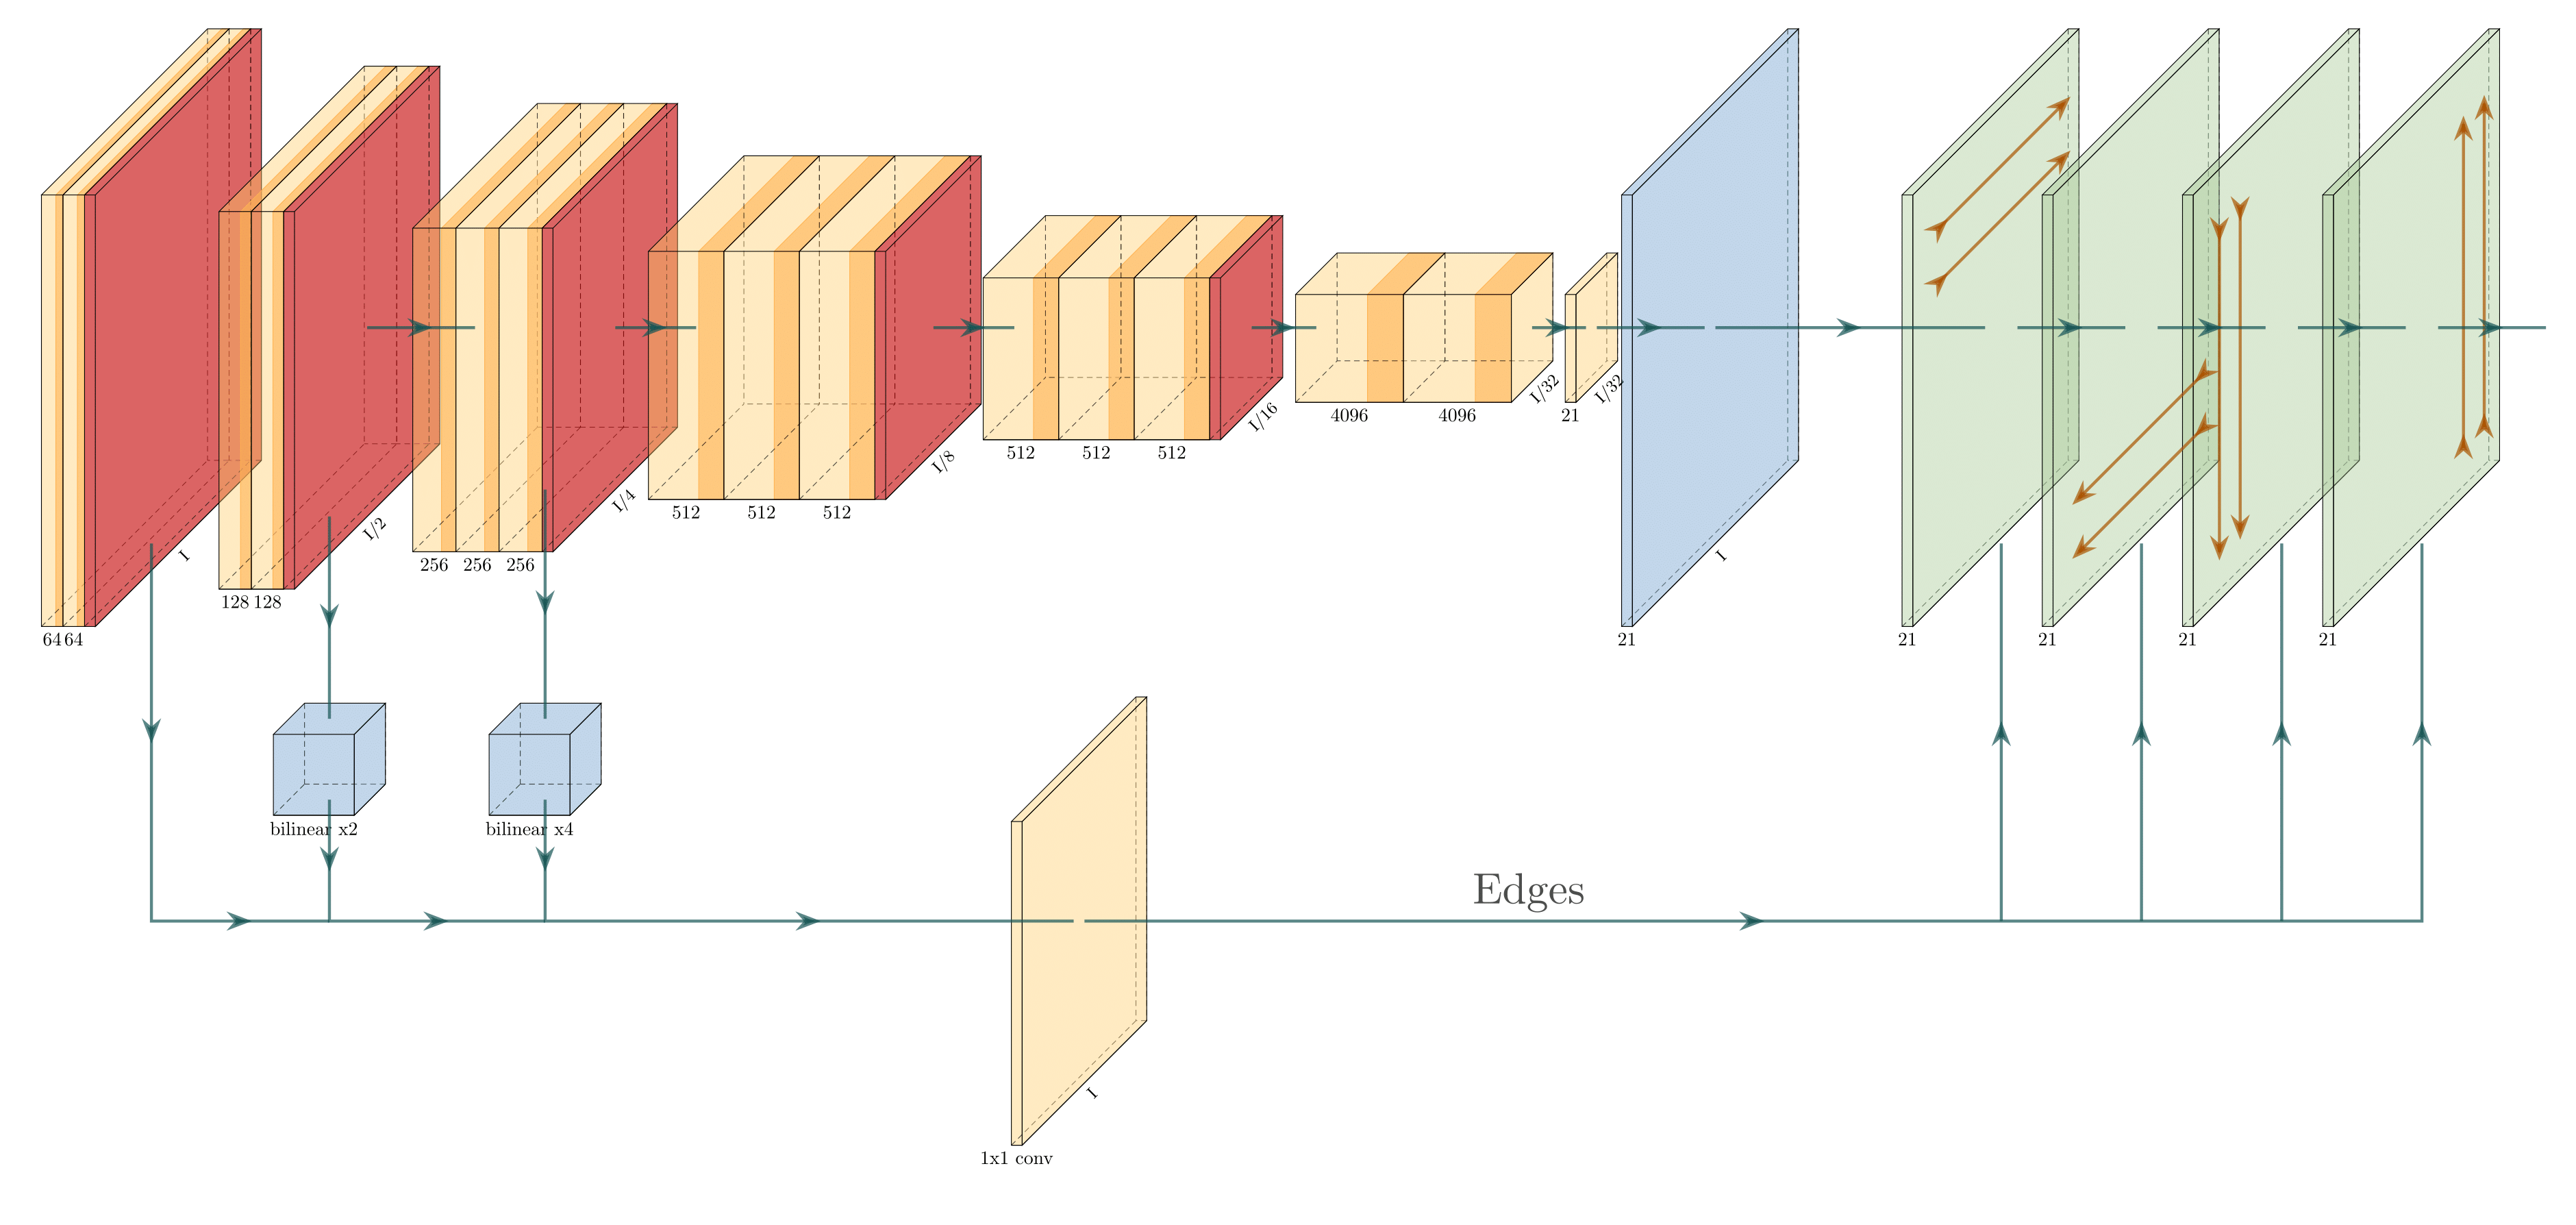 64 64 I
128 128 I/2
256 256 256 I/4
512 512 512 I/8
512 512 512 I/16
4096 4096 I/32
21 I/32
21 I
21
21
21
21
bilinear x2
bilinear x4
1x1 conv I
Edges